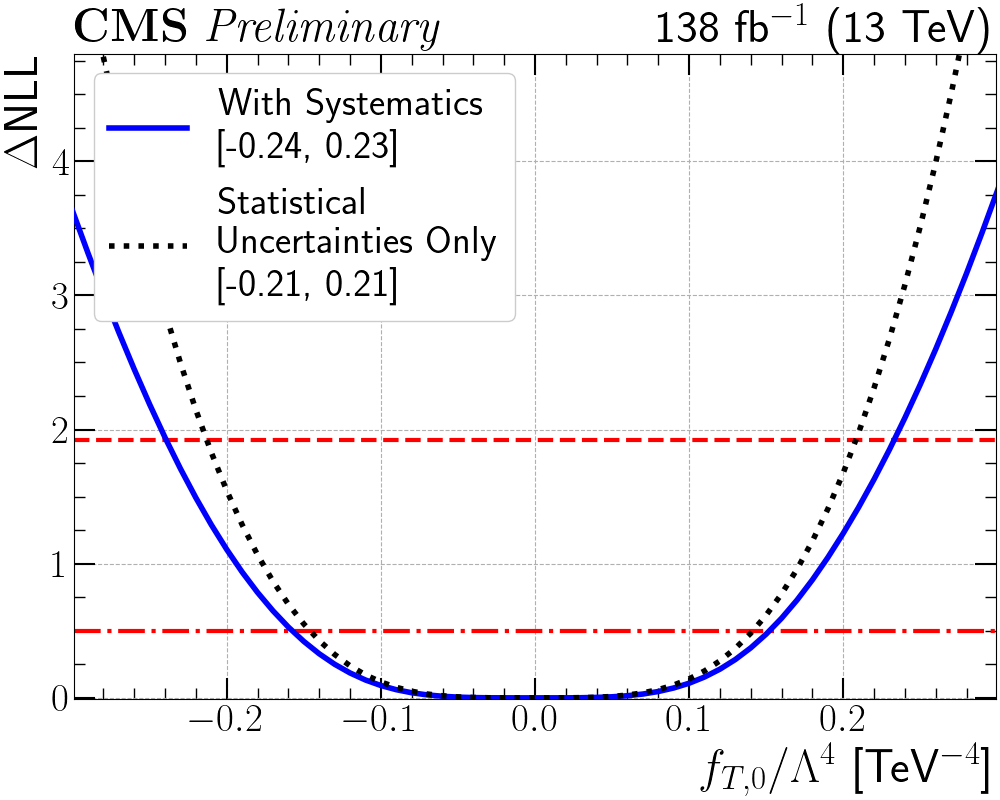 CMS Preliminary 138 fb⁻¹ (13 TeV)
ΔNLL
With Systematics
[-0.24, 0.23]
Statistical
Uncertainties Only
[-0.21, 0.21]
4
3
2
1
0
−0.2 −0.1 0.0 0.1 0.2
f_{T,0}/Λ⁴ [TeV⁻⁴]